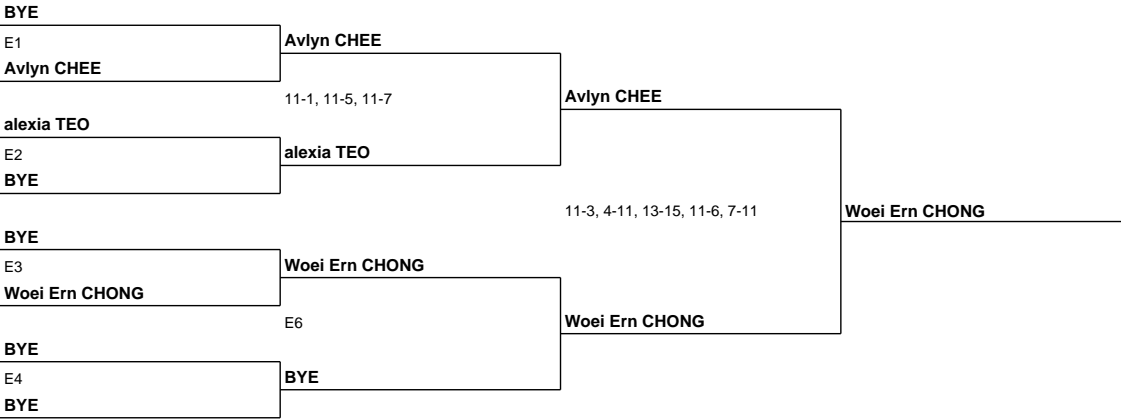 BYE
E1
Avlyn CHEE
Avlyn CHEE
11-1, 11-5, 11-7
Avlyn CHEE
alexia TEO
E2
alexia TEO
BYE
11-3, 4-11, 13-15, 11-6, 7-11
Woei Ern CHONG
BYE
E3
Woei Ern CHONG
Woei Ern CHONG
E6
Woei Ern CHONG
BYE
E4
BYE
BYE